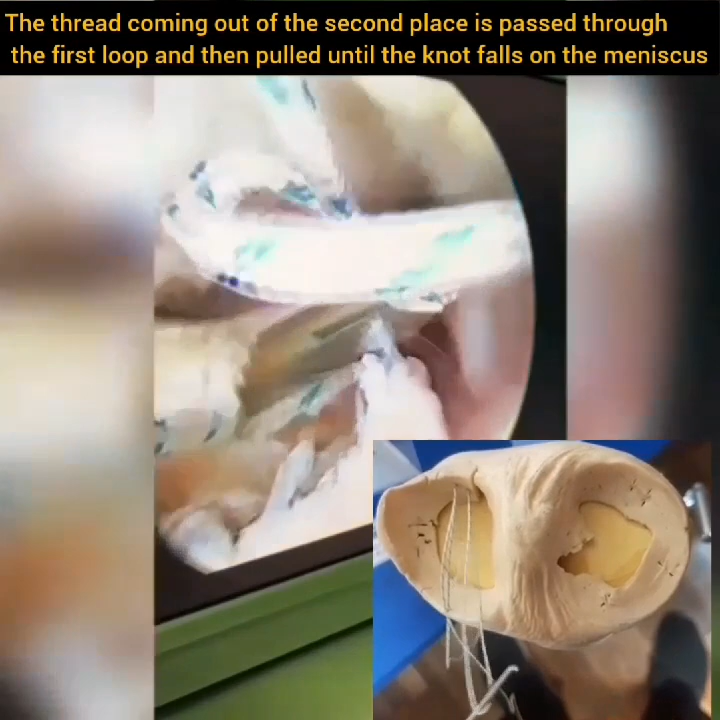 The thread coming out of the second place is passed through
the first loop and then pulled until the knot falls on the meniscus